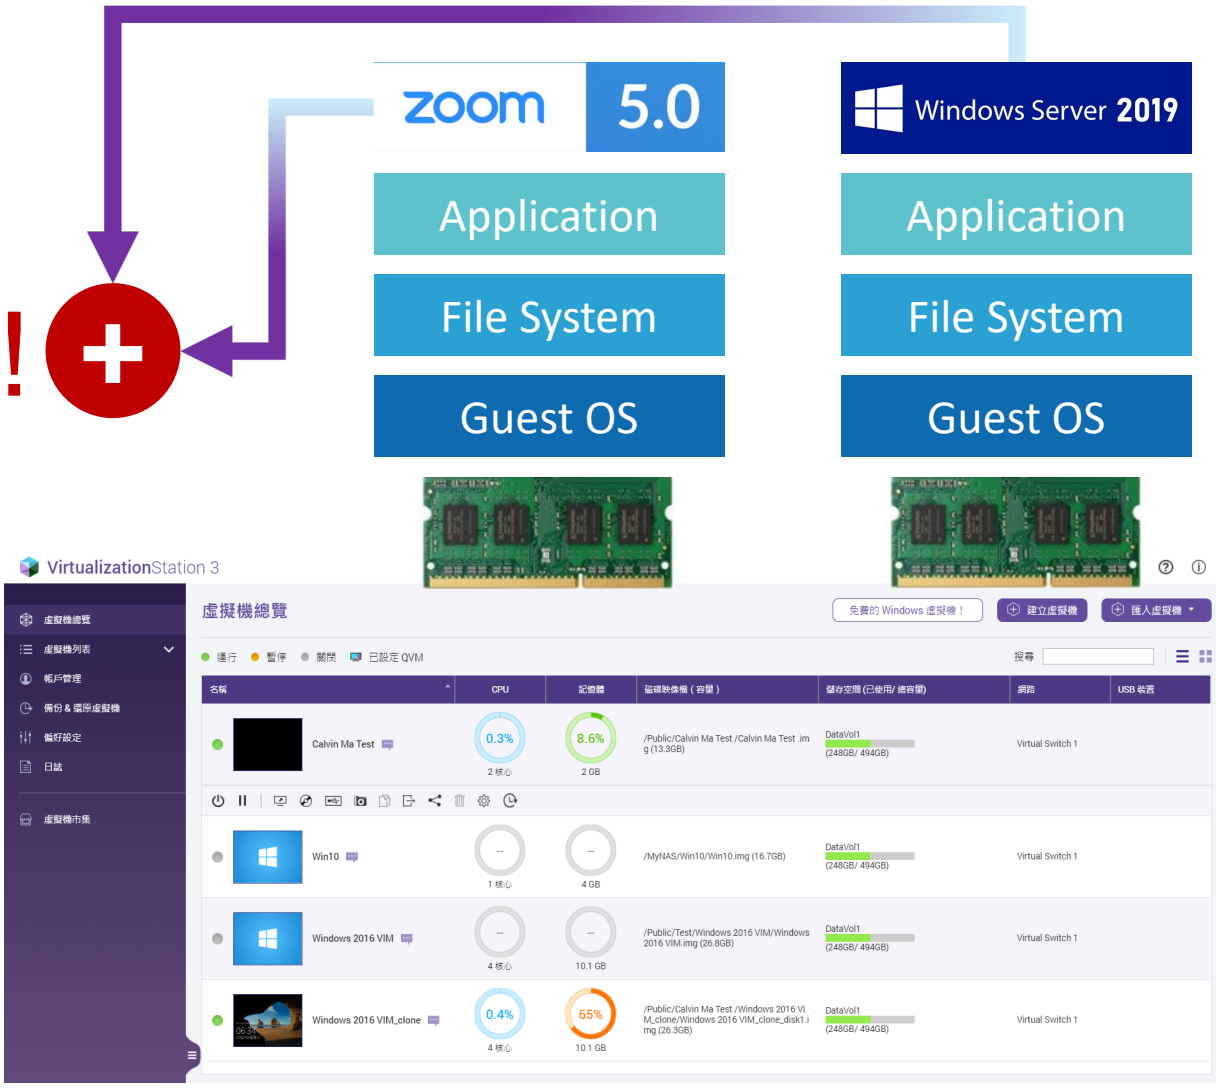 zoom 5.0
Windows Server 2019
Application
Application
File System
File System
!
Guest OS
Guest OS
VirtualizationStation 3
虛擬機總覽
虛擬機列表
帳戶管理
備份 & 還原虛擬機
偏好設定
日誌
虛擬機市集
虛擬機總覽
免費的 Windows 虛擬機！
建立虛擬機
匯入虛擬機
運行 暫停 關閉 已設定 QVM
搜尋
名稱 CPU 記憶體 磁碟映像檔 ( 容量 ) 儲存空間 (已使用/ 總容量) 網路 USB 裝置
Calvin Ma Test
0.3%
2 核心
8.6%
2 GB
/Public/Calvin Ma Test /Calvin Ma Test .im
g (13.3GB)
DataVol1
(248GB/ 494GB)
Virtual Switch 1
Win10
--
1 核心
--
4 GB
/MyNAS/Win10/Win10.img (16.7GB)
DataVol1
(248GB/ 494GB)
Virtual Switch 1
Windows 2016 VIM
--
4 核心
--
10.1 GB
/Public/Test/Windows 2016 VIM/Windows
2016 VIM.img (26.8GB)
DataVol1
(248GB/ 494GB)
Virtual Switch 1
06:34
Windows 2016 VIM_clone
0.4%
4 核心
65%
10.1 GB
/Public/Calvin Ma Test /Windows 2016 VI
M_clone/Windows 2016 VIM_clone_disk1.i
mg (26.3GB)
DataVol1
(248GB/ 494GB)
Virtual Switch 1